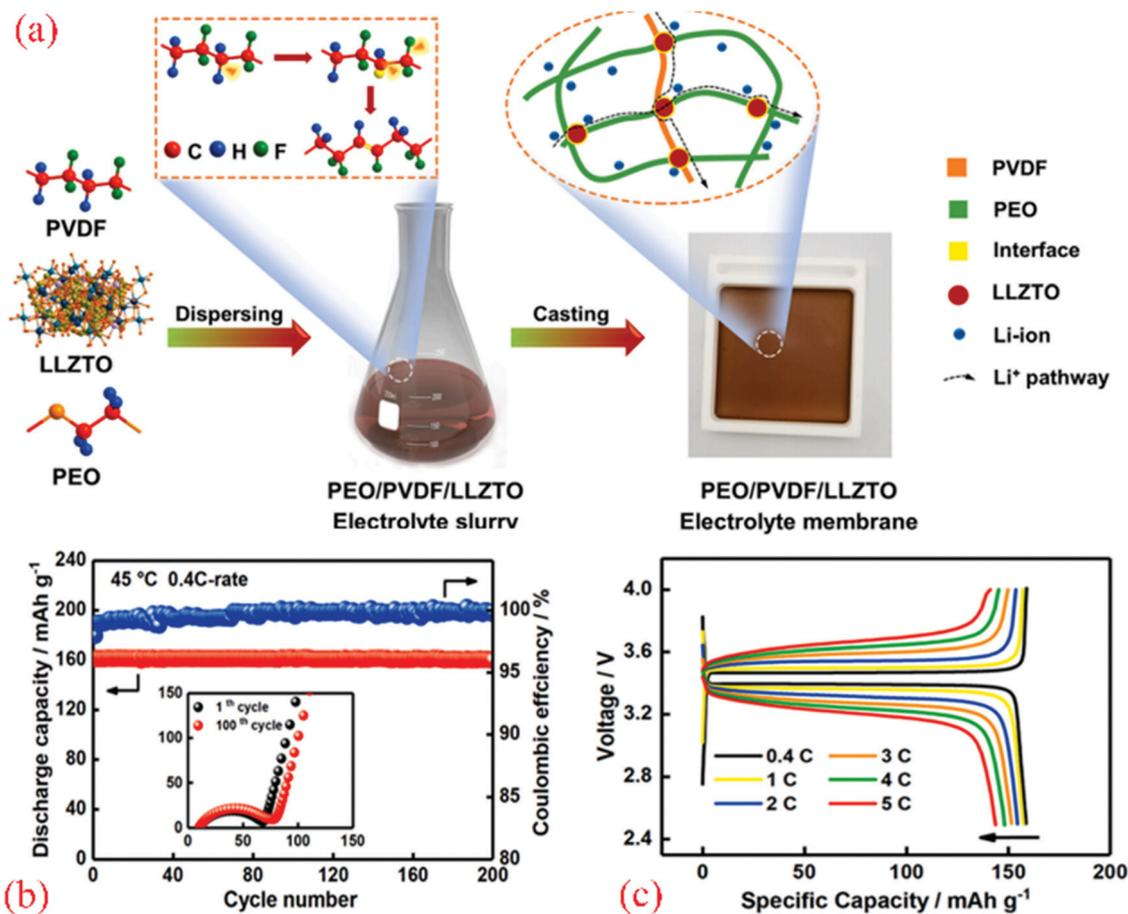 (a)
C H F
PVDF
LLZTO
PEO
Dispersing
Casting
PEO/PVDF/LLZTO
Electrolyte slurry
PEO/PVDF/LLZTO
Electrolyte membrane
PVDF
PEO
Interface
LLZTO
Li-ion
Li⁺ pathway
(b)
45 °C 0.4C-rate
Discharge capacity / mAh g⁻¹
240
200
160
120
80
40
0
0 40 80 120 160 200
Cycle number
100
95
90
85
80
Coulombic effciency / %
1 th cycle
100 th cycle
150
100
50
0
0 50 100 150
(c)
Voltage / V
4.0
3.6
3.2
2.8
2.4
0.4 C 3 C
1 C 4 C
2 C 5 C
0 50 100 150 200
Specific Capacity / mAh g⁻¹